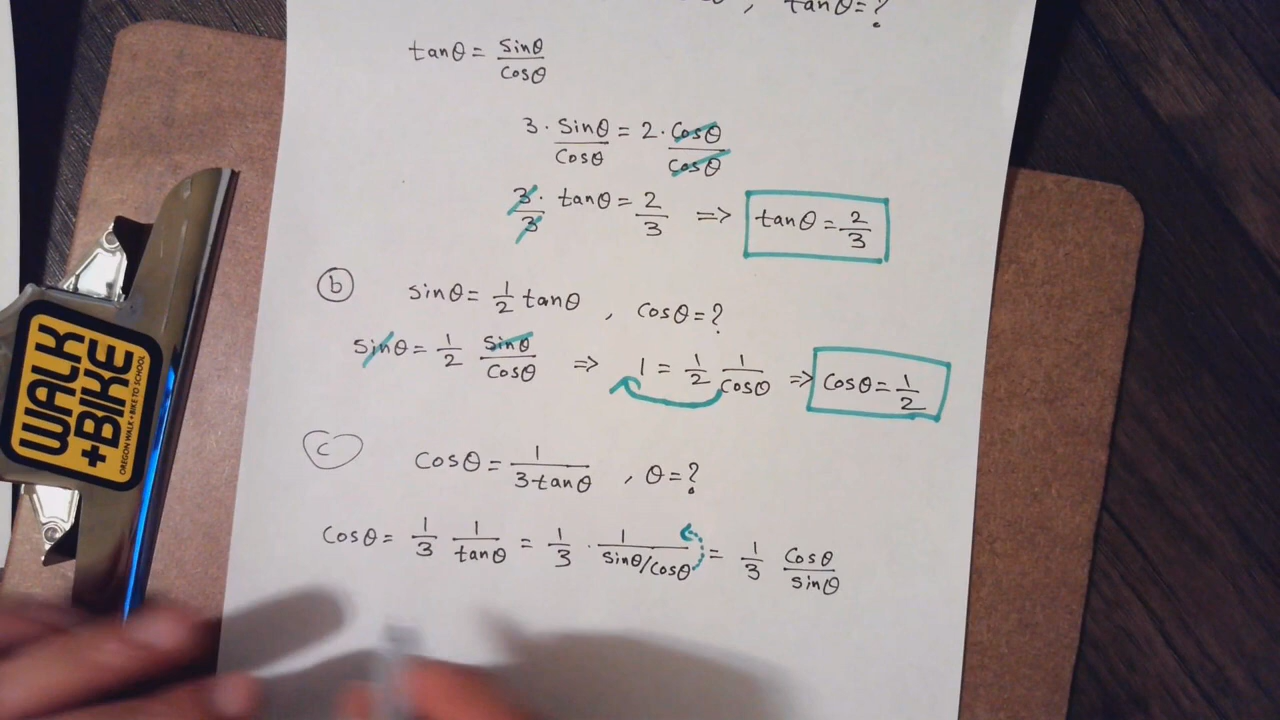 , tanθ=?
tanθ = sinθ/cosθ
3 · sinθ/cosθ = 2 · cosθ/cosθ
3/3 · tanθ = 2/3 => tanθ = 2/3
b sinθ = 1/2 tanθ , cosθ = ?
sinθ = 1/2 sinθ/cosθ => 1 = 1/2 1/cosθ => cosθ = 1/2
c cosθ = 1/3tanθ , θ = ?
cosθ = 1/3 1/tanθ = 1/3 · 1/sinθ/cosθ = 1/3 cosθ/sinθ
WALK
+BIKE
OREGON WALK+BIKE TO SCHOOL